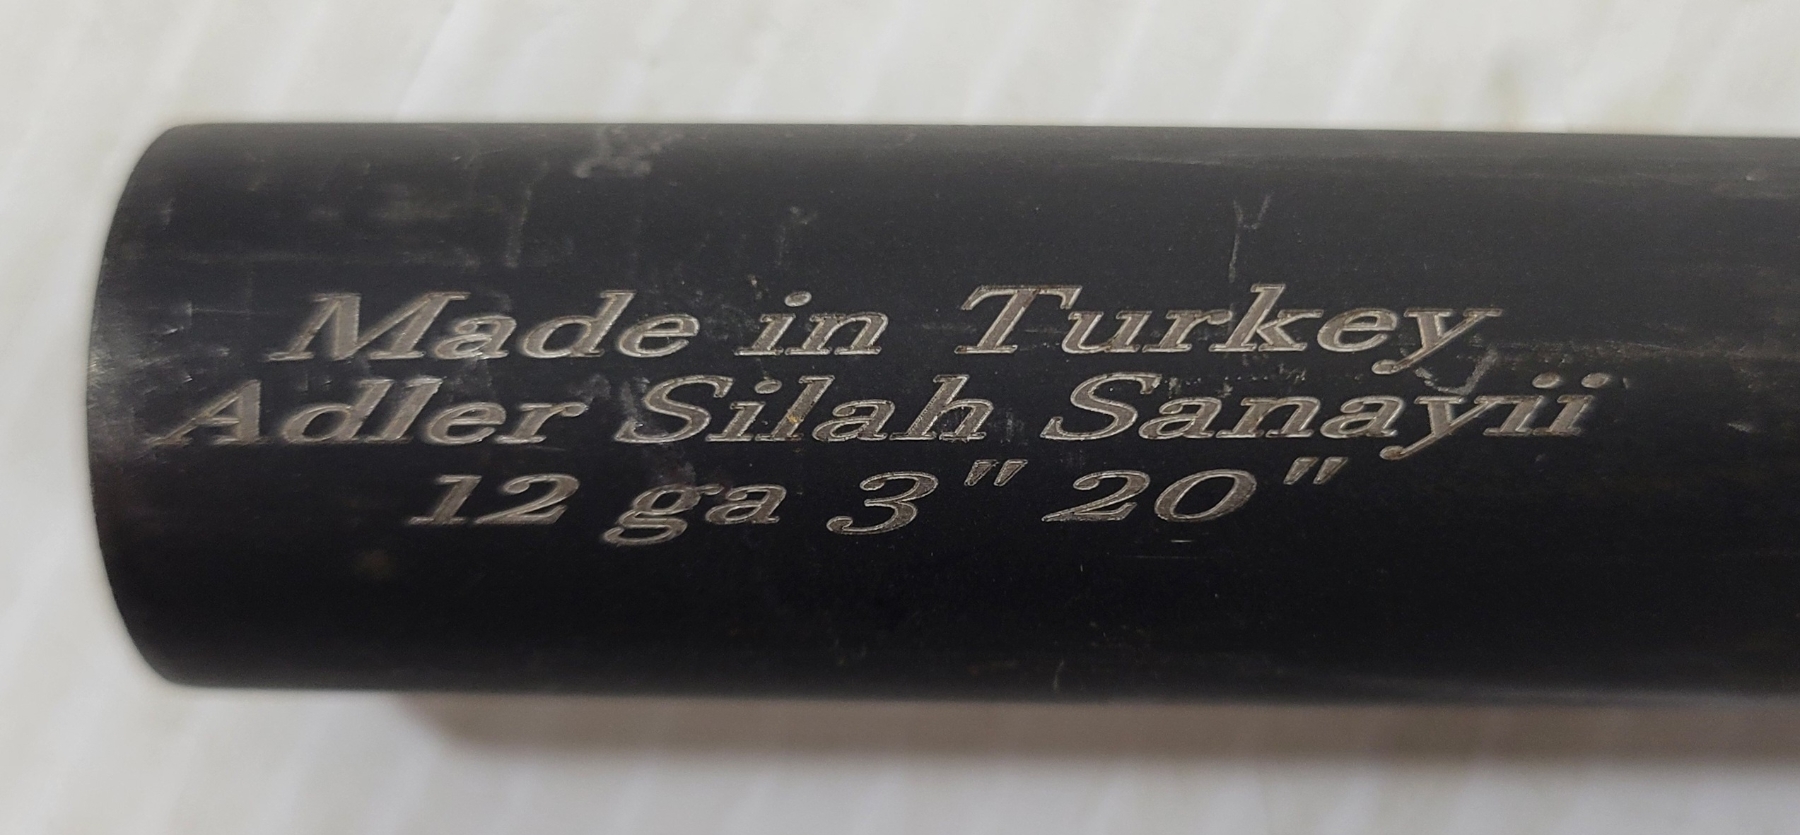 Made in Turkey
Adler Silah Sanayii
12 ga 3" 20"